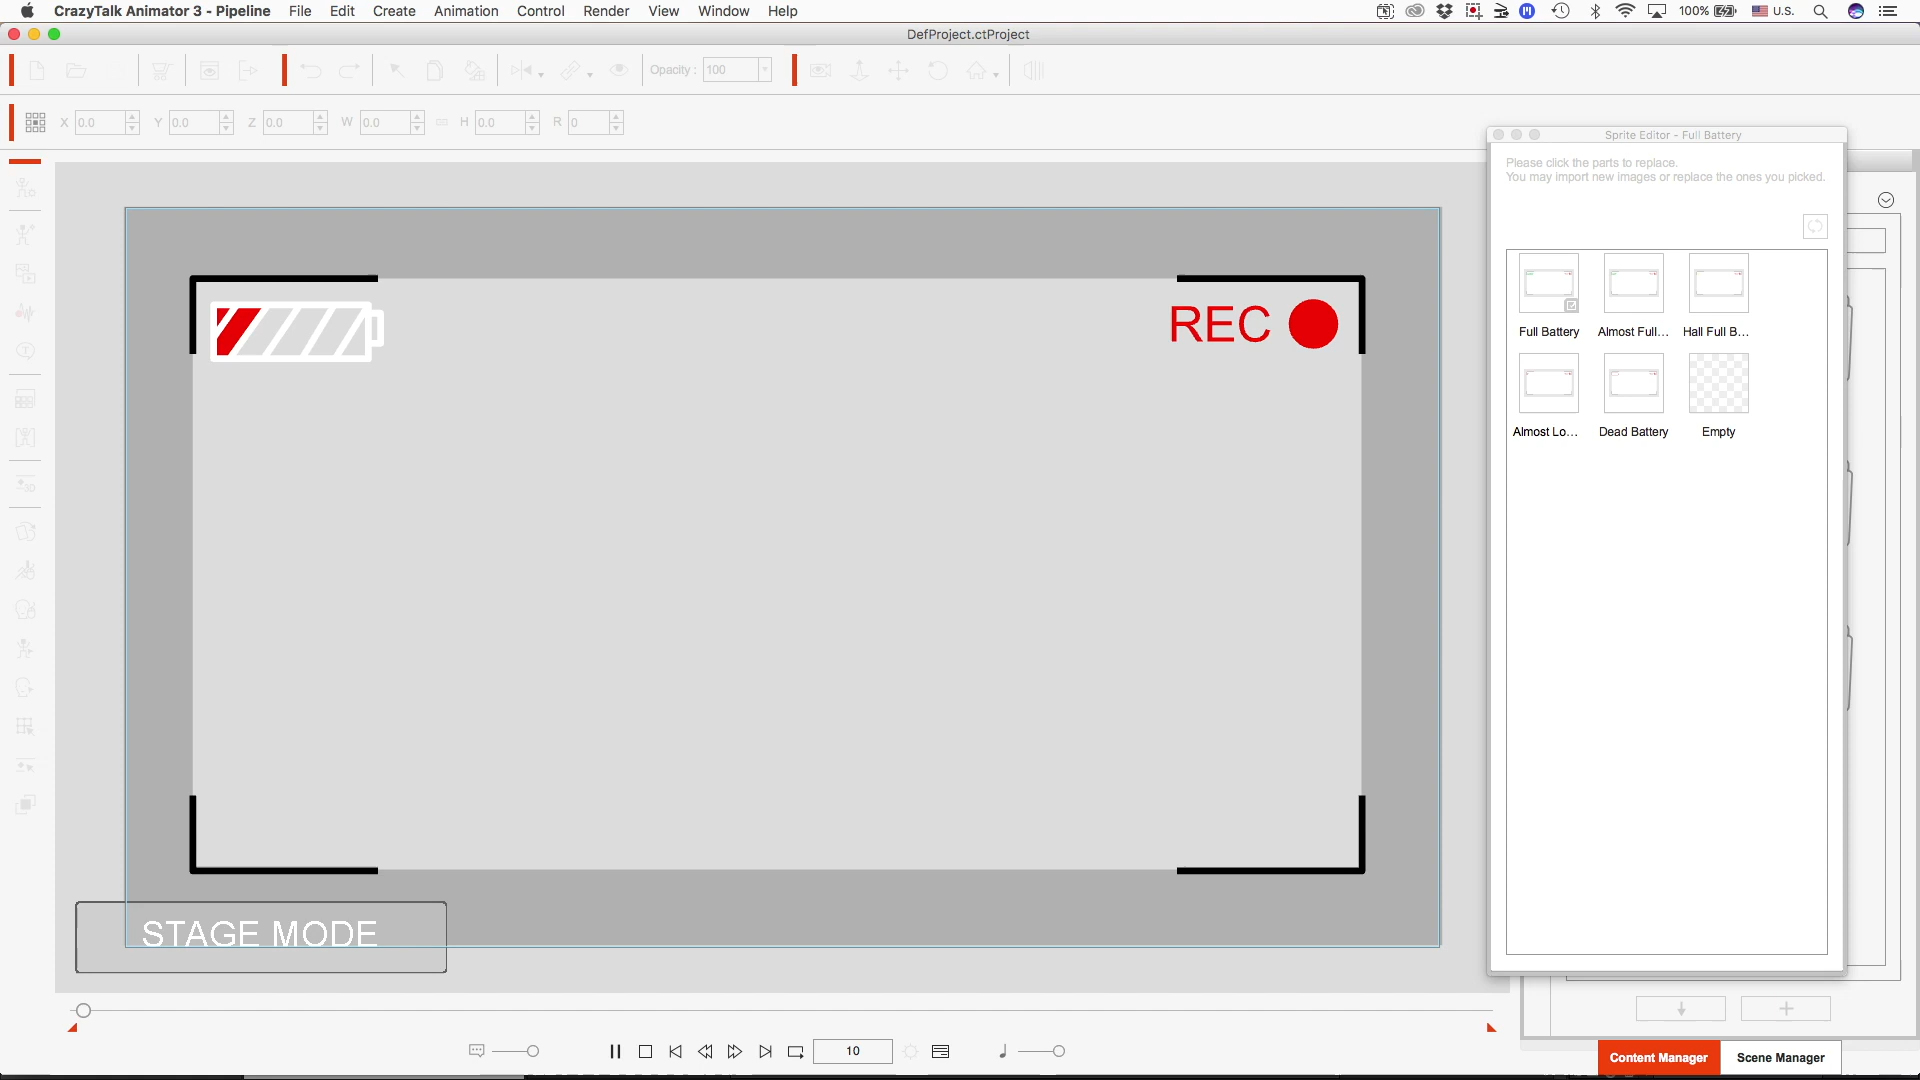 CrazyTalk Animator 3 - Pipeline File Edit Create Animation Control Render View Window Help 100% U.S.
DefProject.ctProject
Opacity : 100
X 0.0 Y 0.0 Z 0.0 W 0.0 H 0.0 R 0
Sprite Editor - Full Battery
Please click the parts to replace.
You may import new images or replace the ones you picked.
REC
Full Battery Almost Full... Hall Full B...
Almost Lo... Dead Battery Empty
STAGE MODE
10
Content Manager Scene Manager